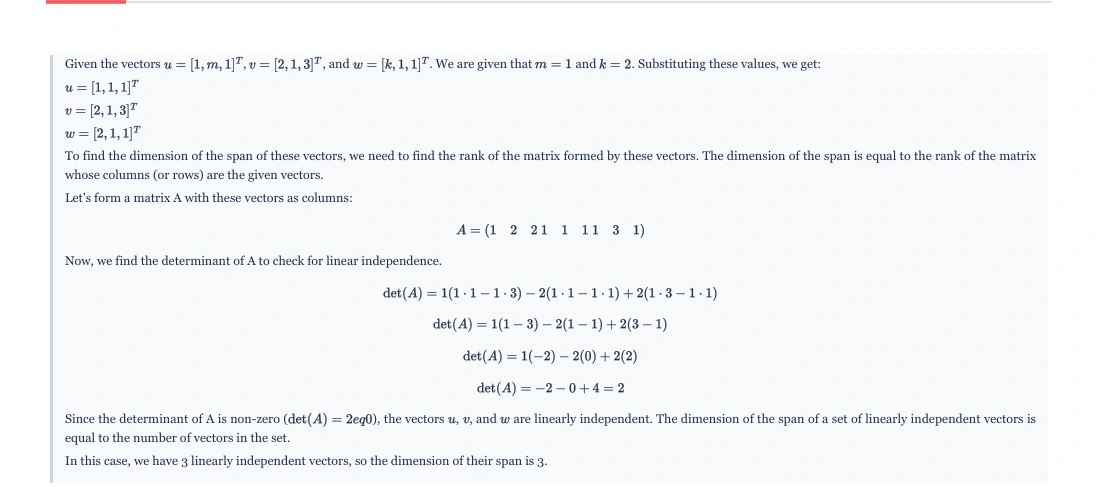 Given the vectors u = [1, m, 1]^T, v = [2, 1, 3]^T, and w = [k, 1, 1]^T. We are given that m = 1 and k = 2. Substituting these values, we get:
u = [1, 1, 1]^T
v = [2, 1, 3]^T
w = [2, 1, 1]^T
To find the dimension of the span of these vectors, we need to find the rank of the matrix formed by these vectors. The dimension of the span is equal to the rank of the matrix
whose columns (or rows) are the given vectors.
Let's form a matrix A with these vectors as columns:
A = (1 2 2 1 1 1 1 3 1)
Now, we find the determinant of A to check for linear independence.
det(A) = 1(1 · 1 − 1 · 3) − 2(1 · 1 − 1 · 1) + 2(1 · 3 − 1 · 1)
det(A) = 1(1 − 3) − 2(1 − 1) + 2(3 − 1)
det(A) = 1(−2) − 2(0) + 2(2)
det(A) = −2 − 0 + 4 = 2
Since the determinant of A is non-zero (det(A) = 2eq0), the vectors u, v, and w are linearly independent. The dimension of the span of a set of linearly independent vectors is
equal to the number of vectors in the set.
In this case, we have 3 linearly independent vectors, so the dimension of their span is 3.